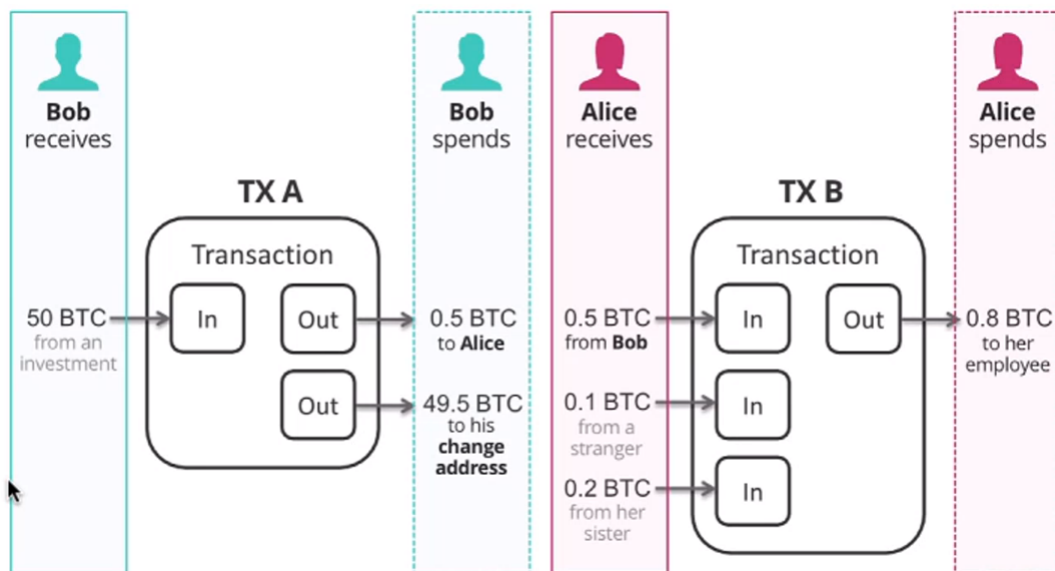 Bob
receives
Bob
spends
Alice
receives
Alice
spends
TX A
Transaction
50 BTC
from an
investment
In
Out
0.5 BTC
to Alice
Out
49.5 BTC
to his
change
address
TX B
Transaction
0.5 BTC
from Bob
In
Out
0.8 BTC
to her
employee
0.1 BTC
from a
stranger
In
0.2 BTC
from her
sister
In